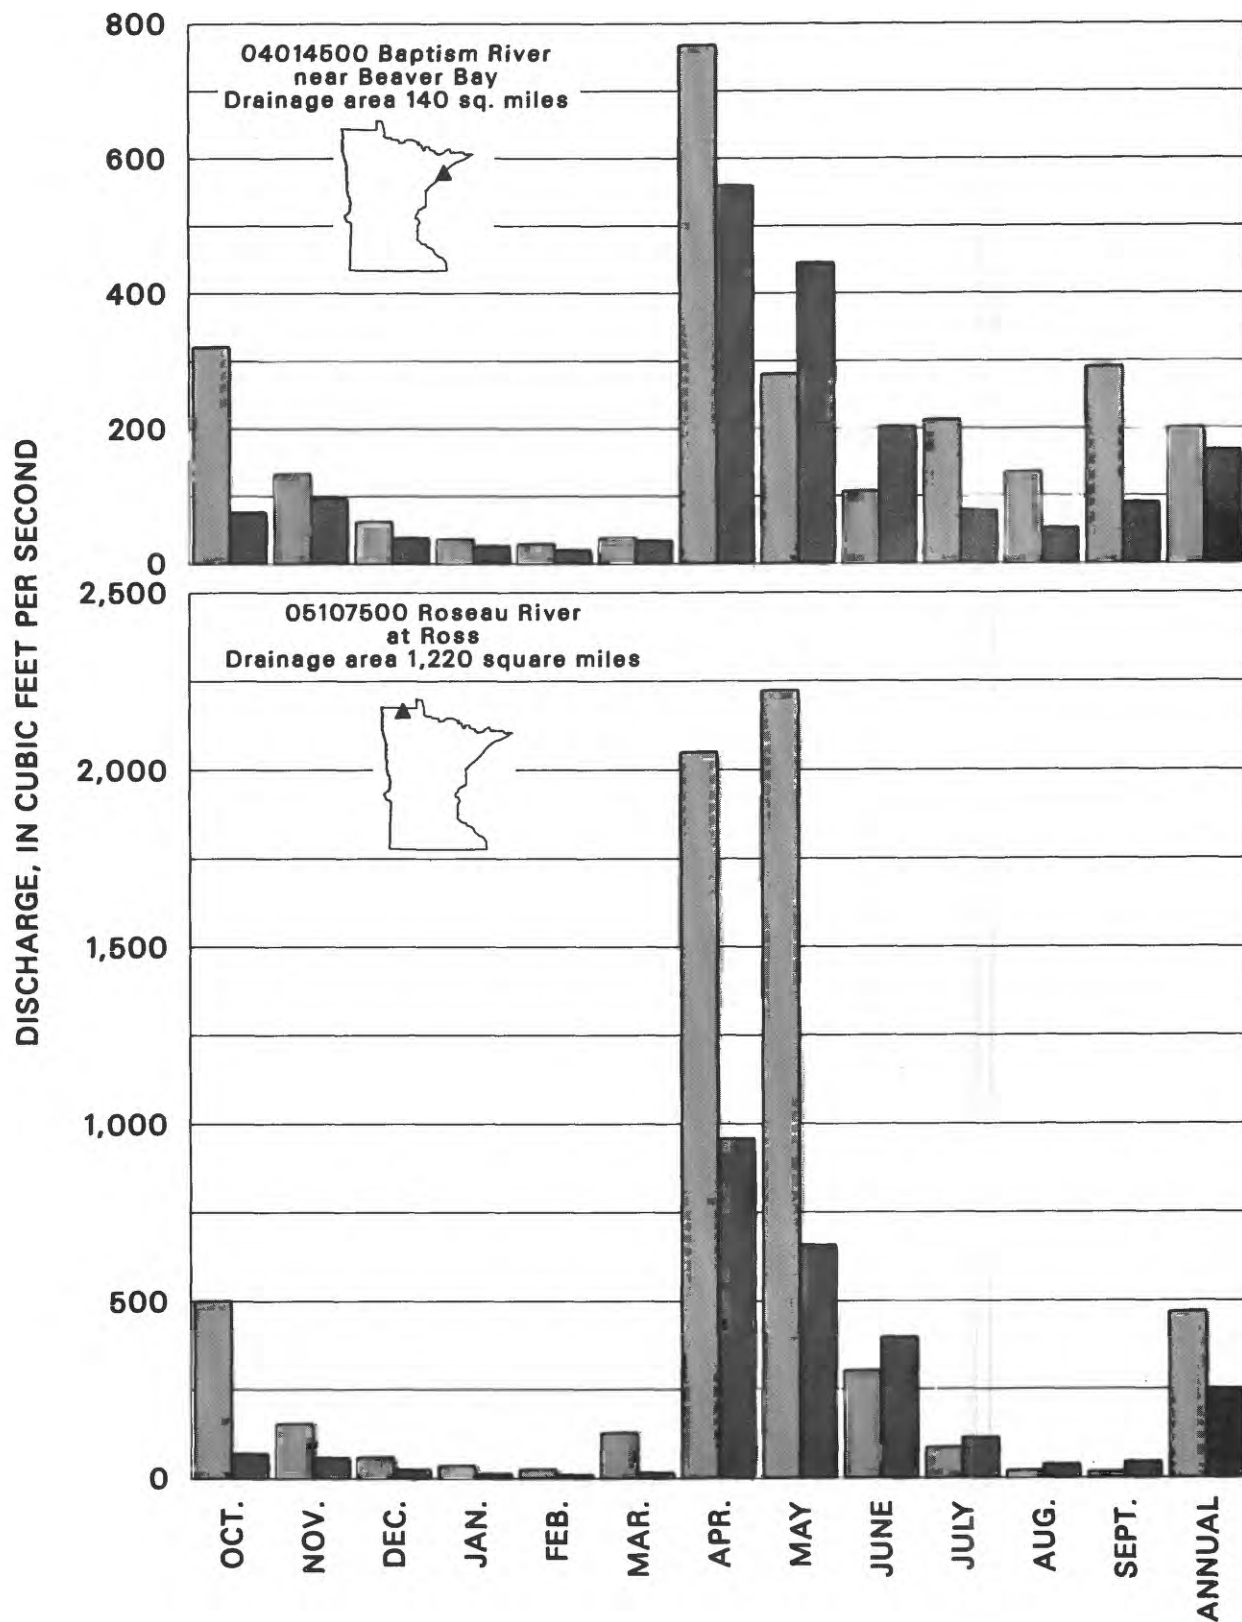 DISCHARGE, IN CUBIC FEET PER SECOND
800
600
400
200
0
04014500 Baptism River
near Beaver Bay
Drainage area 140 sq. miles
2,500
2,000
1,500
1,000
500
0
05107500 Roseau River
at Ross
Drainage area 1,220 square miles
OCT.
NOV.
DEC.
JAN.
FEB.
MAR.
APR.
MAY
JUNE
JULY
AUG.
SEPT.
ANNUAL